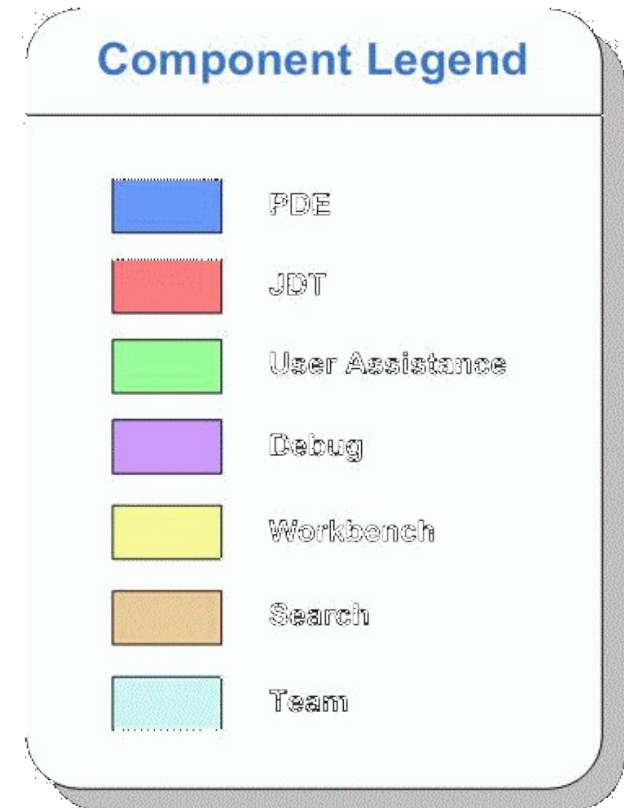 Component Legend
PDE
JDT
User Assistance
Debug
Workbench
Search
Team